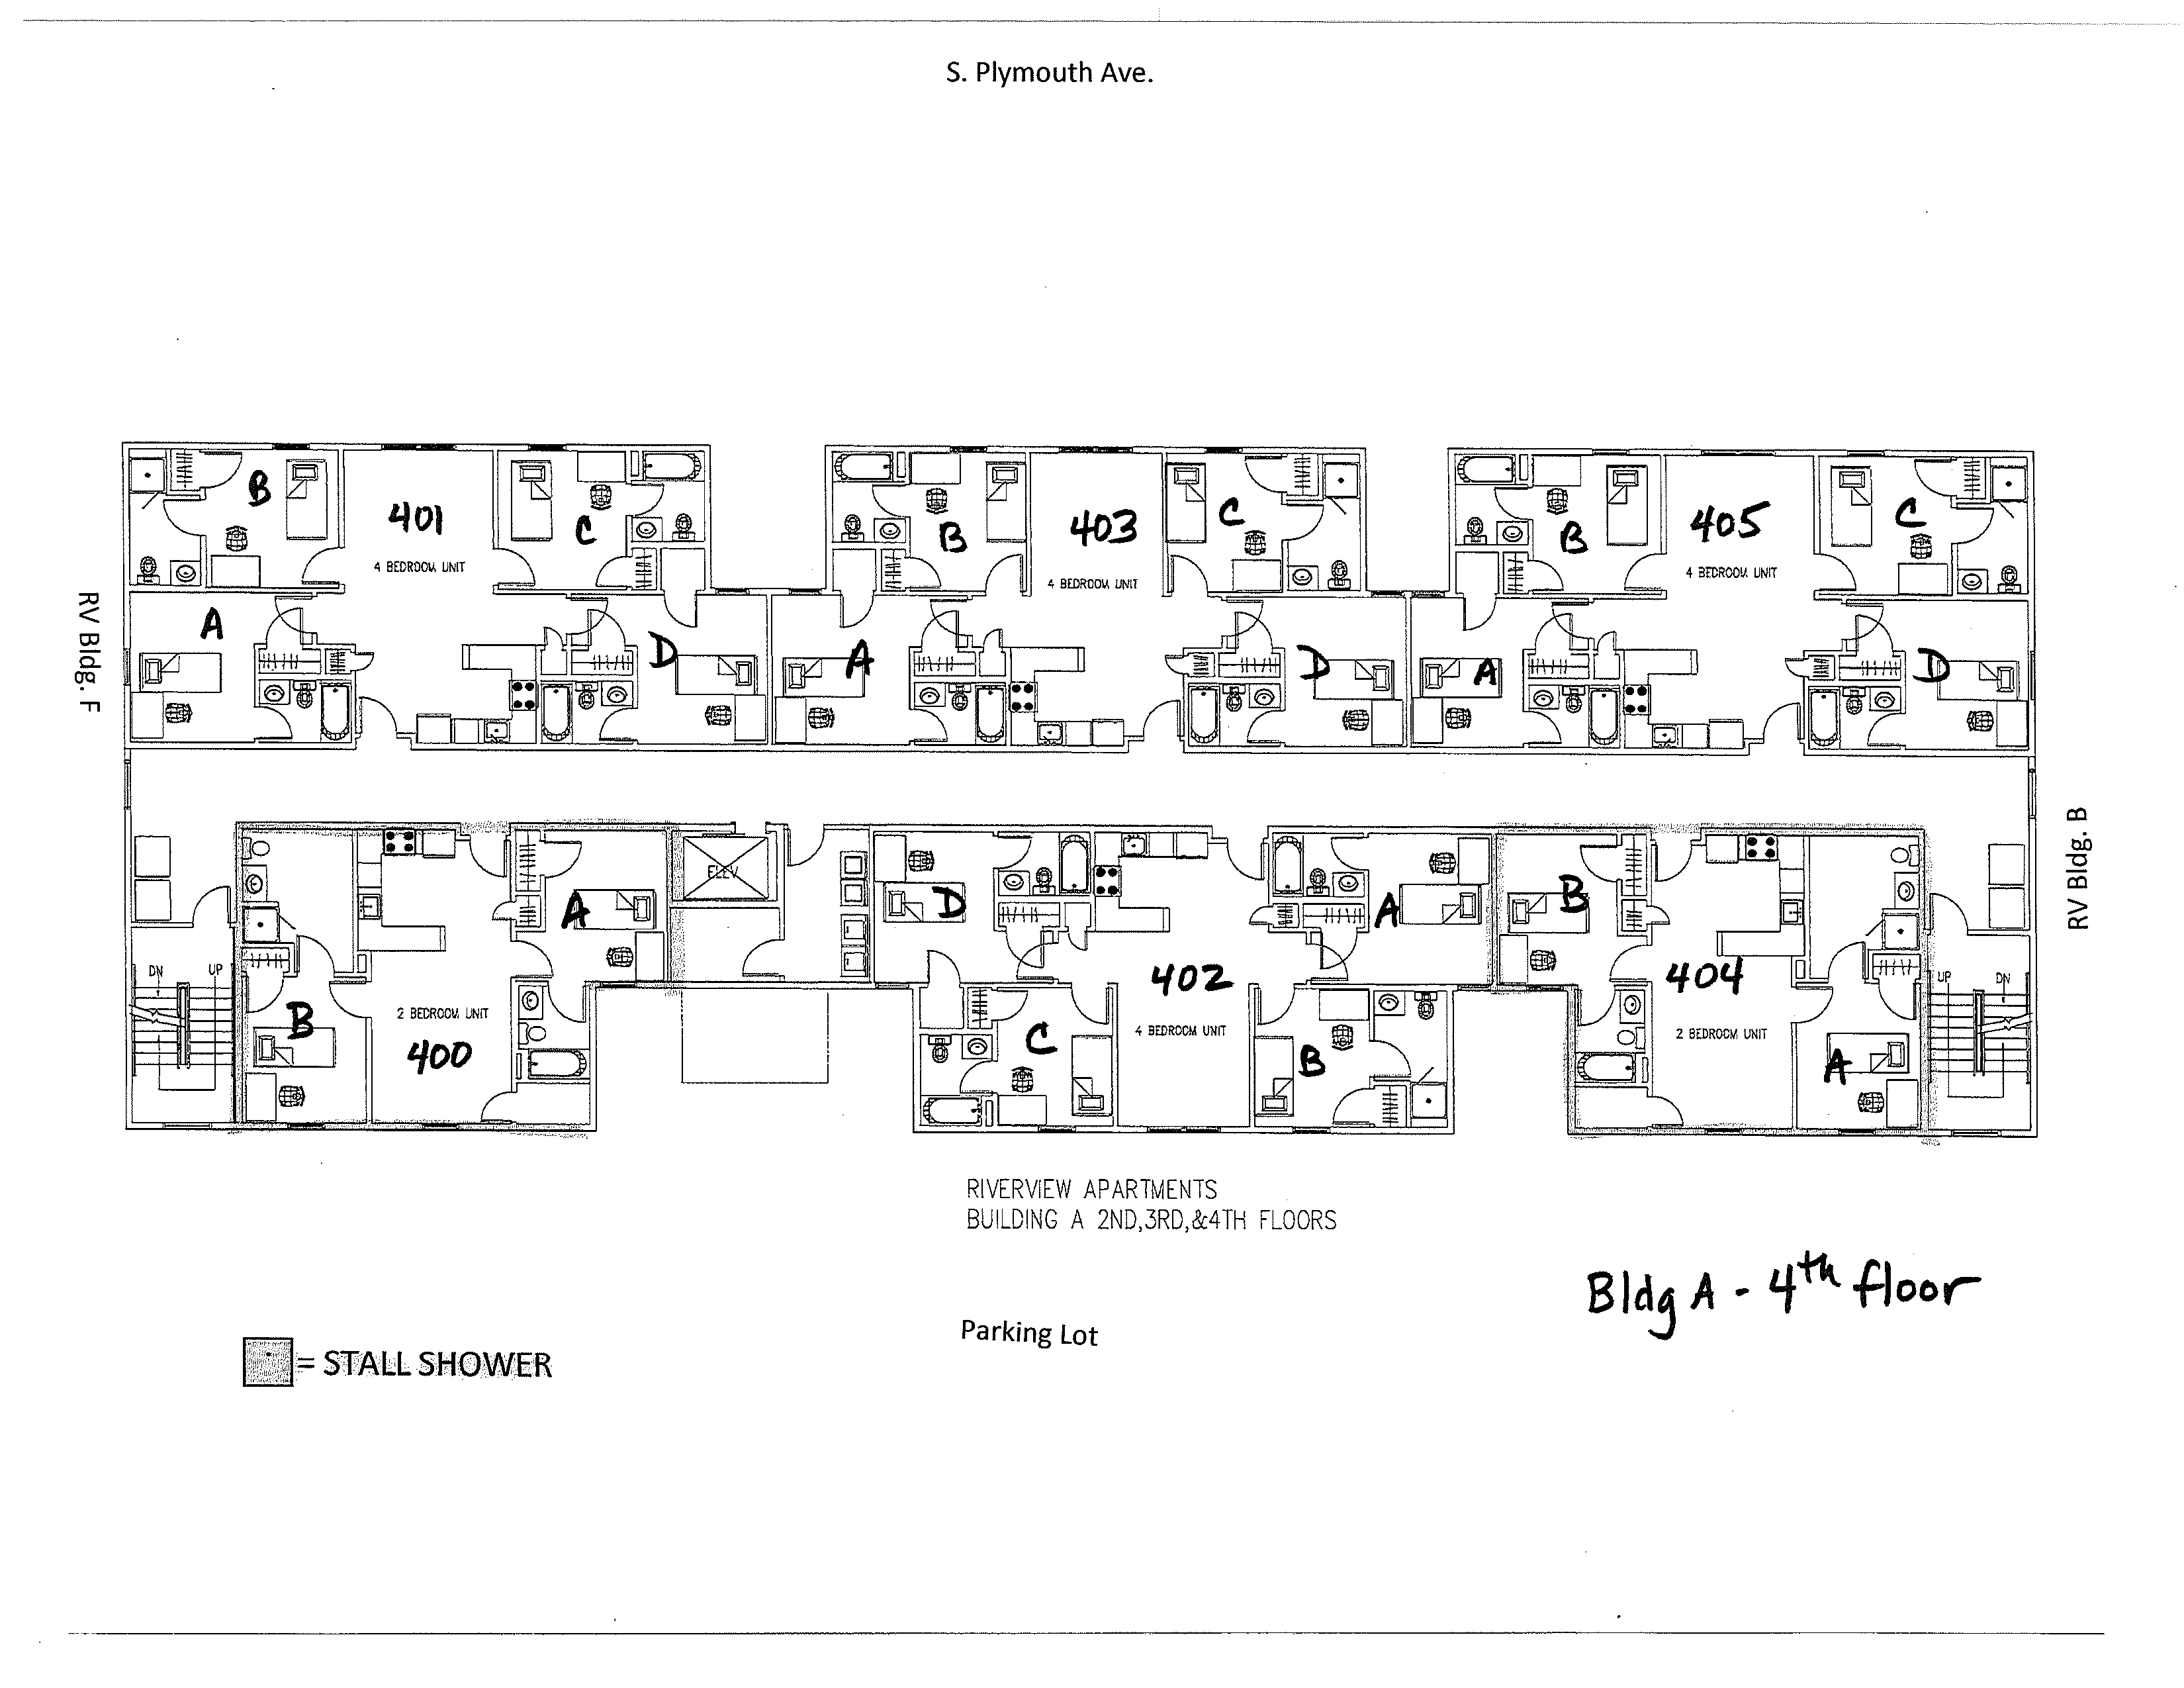 S. Plymouth Ave.
B
401
C
4 BEDROOM UNIT
B
403
C
4 BEDROOM UNIT
B
405
C
4 BEDROOM UNIT
RV Bldg. F
A
D
A
D
A
D
RV Bldg. B
A
ELEV
D
A
B
DN
UP
B
2 BEDROOM UNIT
400
C
402
4 BEDROOM UNIT
B
404
2 BEDROOM UNIT
A
UP
DN
RIVERVIEW APARTMENTS
BUILDING A 2ND,3RD,&4TH FLOORS
Bldg A - 4th floor
Parking Lot
= STALL SHOWER